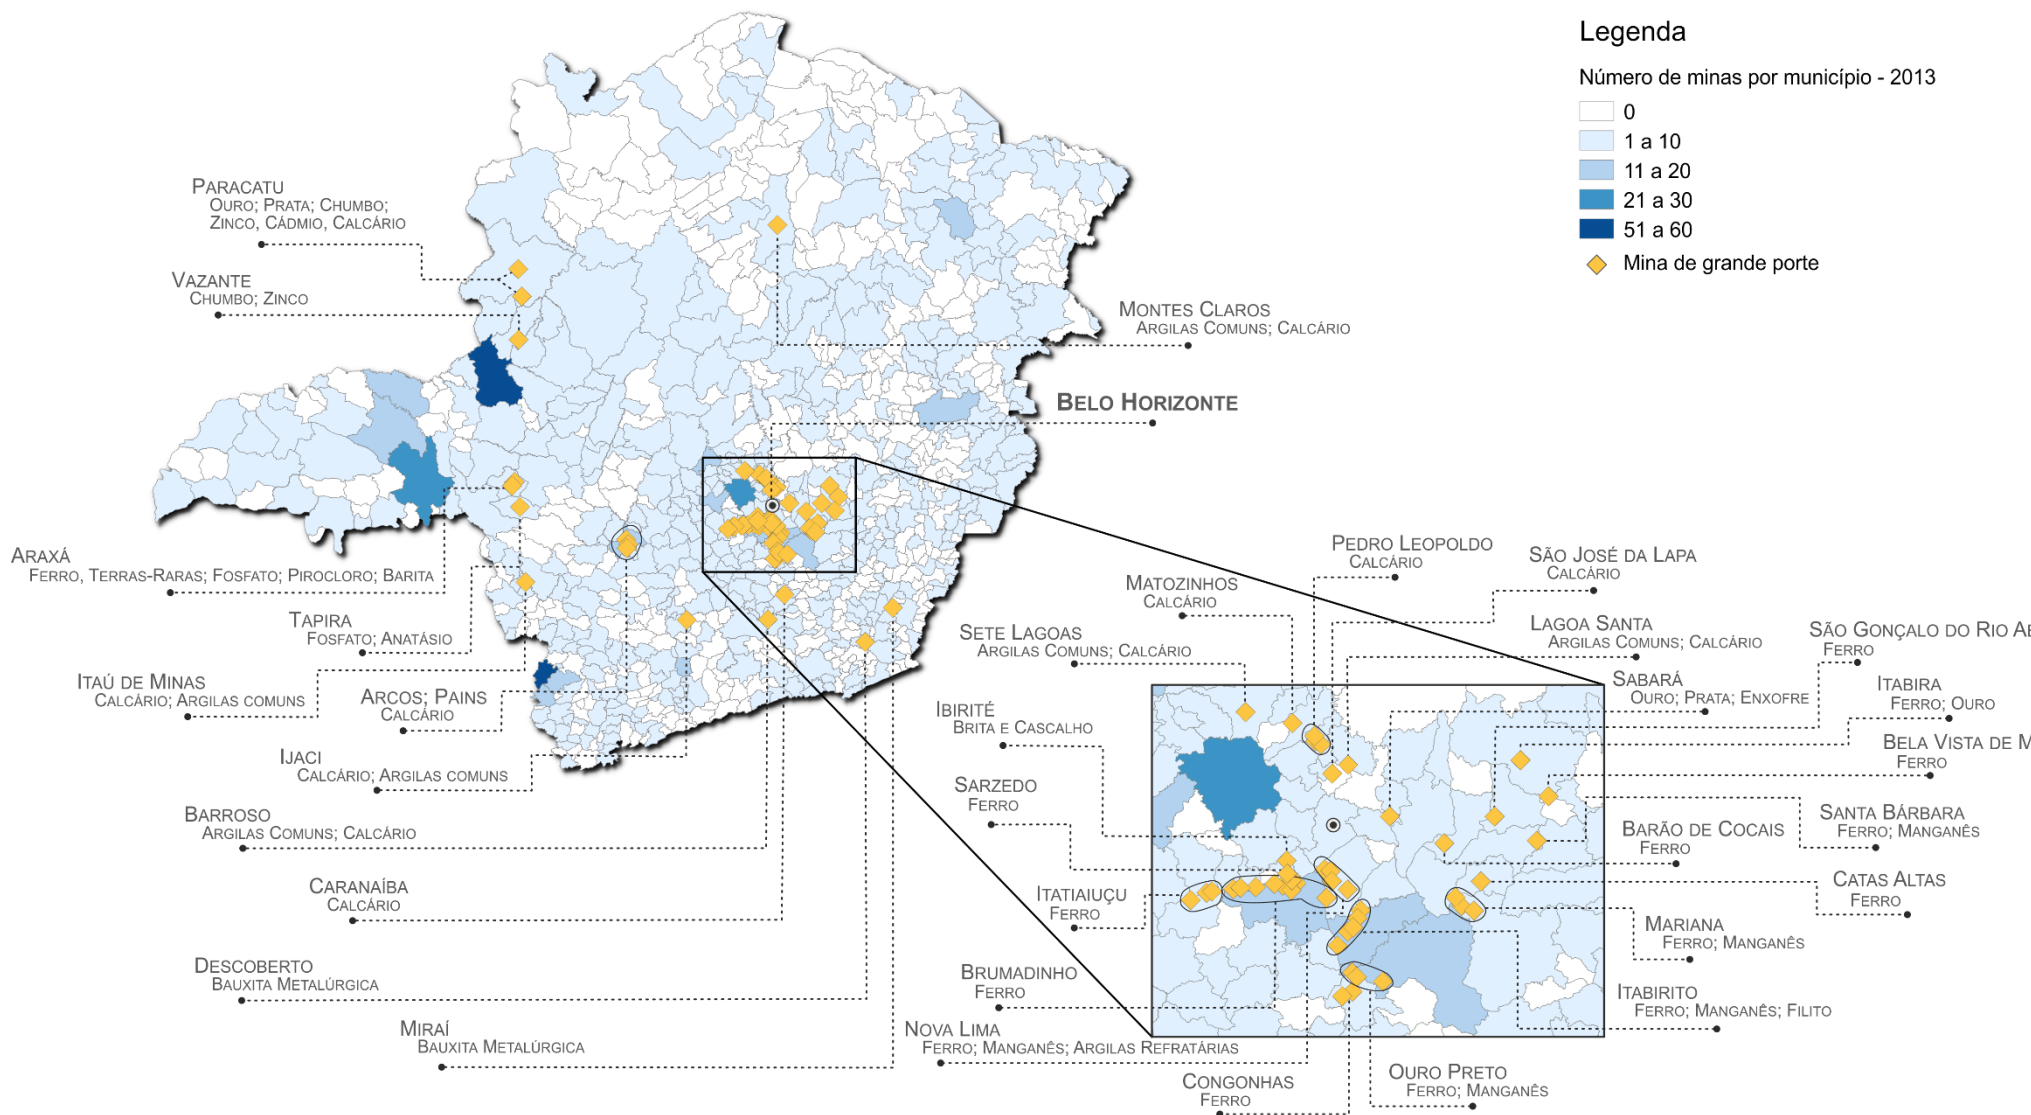 Legenda
Número de minas por município - 2013
0
1 a 10
11 a 20
21 a 30
51 a 60
Mina de grande porte
PARACATU
OURO; PRATA; CHUMBO;
ZINCO, CÁDMIO, CALCÁRIO
VAZANTE
CHUMBO; ZINCO
MONTES CLAROS
ARGILAS COMUNS; CALCÁRIO
BELO HORIZONTE
ARAXÁ
FERRO, TERRAS-RARAS; FOSFATO; PIROCLORO; BARITA
TAPIRA
FOSFATO; ANATÁSIO
ITAÚ DE MINAS
CALCÁRIO; ARGILAS COMUNS
ARCOS; PAINS
CALCÁRIO
IJACI
CALCÁRIO; ARGILAS COMUNS
BARROSO
ARGILAS COMUNS; CALCÁRIO
CARANAÍBA
CALCÁRIO
DESCOBERTO
BAUXITA METALÚRGICA
MIRAÍ
BAUXITA METALÚRGICA
PEDRO LEOPOLDO
CALCÁRIO
SÃO JOSÉ DA LAPA
CALCÁRIO
MATOZINHOS
CALCÁRIO
LAGOA SANTA
ARGILAS COMUNS; CALCÁRIO
SÃO GONÇALO DO RIO AB
FERRO
SETE LAGOAS
ARGILAS COMUNS; CALCÁRIO
SABARÁ
OURO; PRATA; ENXOFRE
ITABIRA
FERRO; OURO
IBIRITÉ
BRITA E CASCALHO
BELA VISTA DE M
FERRO
SARZEDO
FERRO
SANTA BÁRBARA
FERRO; MANGANÊS
BARÃO DE COCAIS
FERRO
ITATIAIUÇU
FERRO
CATAS ALTAS
FERRO
MARIANA
FERRO; MANGANÊS
BRUMADINHO
FERRO
ITABIRITO
FERRO; MANGANÊS; FILITO
NOVA LIMA
FERRO; MANGANÊS; ARGILAS REFRATÁRIAS
CONGONHAS
FERRO
OURO PRETO
FERRO; MANGANÊS